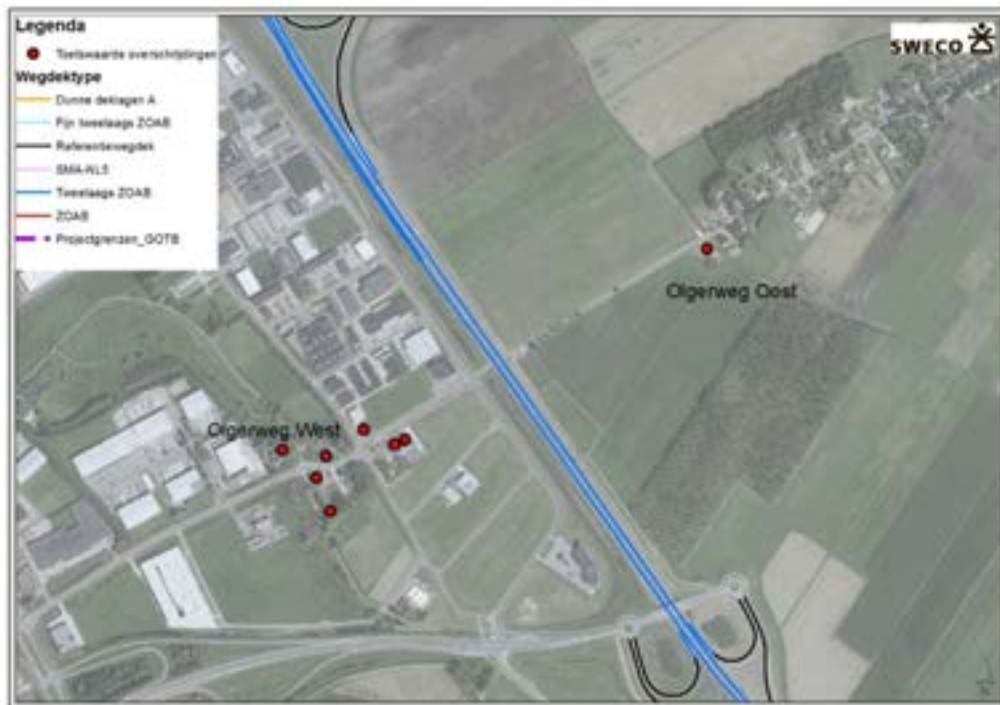 Legenda
Toetswaarde overschrijdingen
Wegdektype
Dunne deklagen A
Fijn tweelaags ZOAB
Referentiewegdek
SMA-NL5
Tweelaags ZOAB
ZOAB
Projectgrenzen_GOTB
SWECO
Olgerweg Oost
Olgerweg West